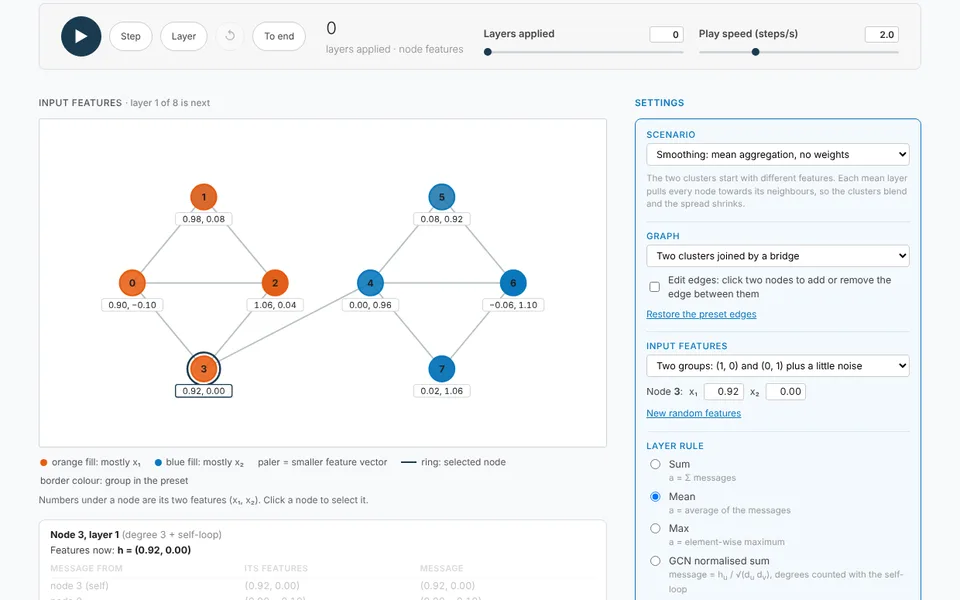 Step
Layer
To end
0
layers applied · node features
Layers applied
0
Play speed (steps/s)
2.0
INPUT FEATURES · layer 1 of 8 is next
1
0.98, 0.08
5
0.08, 0.92
0
0.90, −0.10
2
1.06, 0.04
4
0.00, 0.96
6
−0.06, 1.10
3
0.92, 0.00
7
0.02, 1.06
orange fill: mostly x₁
blue fill: mostly x₂
paler = smaller feature vector
ring: selected node
border colour: group in the preset
Numbers under a node are its two features (x₁, x₂). Click a node to select it.
Node 3, layer 1 (degree 3 + self-loop)
Features now: h = (0.92, 0.00)
MESSAGE FROM ITS FEATURES MESSAGE
node 3 (self) (0.92, 0.00) (0.92, 0.00)
SETTINGS
SCENARIO
Smoothing: mean aggregation, no weights
The two clusters start with different features. Each mean layer
pulls every node towards its neighbours, so the clusters blend
and the spread shrinks.
GRAPH
Two clusters joined by a bridge
Edit edges: click two nodes to add or remove the
edge between them
Restore the preset edges
INPUT FEATURES
Two groups: (1, 0) and (0, 1) plus a little noise
Node 3: x₁ 0.92 x₂ 0.00
New random features
LAYER RULE
Sum
a = Σ messages
Mean
a = average of the messages
Max
a = element-wise maximum
GCN normalised sum
message = hᵤ / √(dᵤ dᵥ), degrees counted with the self-
loop